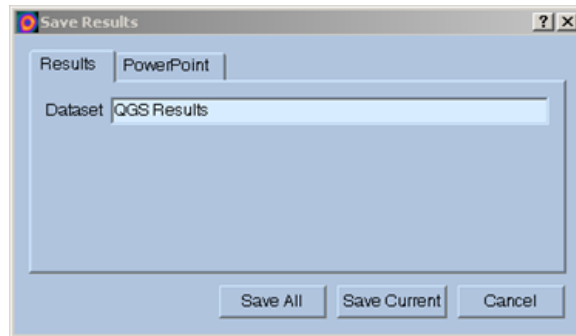 Save Results
Results PowerPoint
Dataset QGS Results
Save All Save Current Cancel